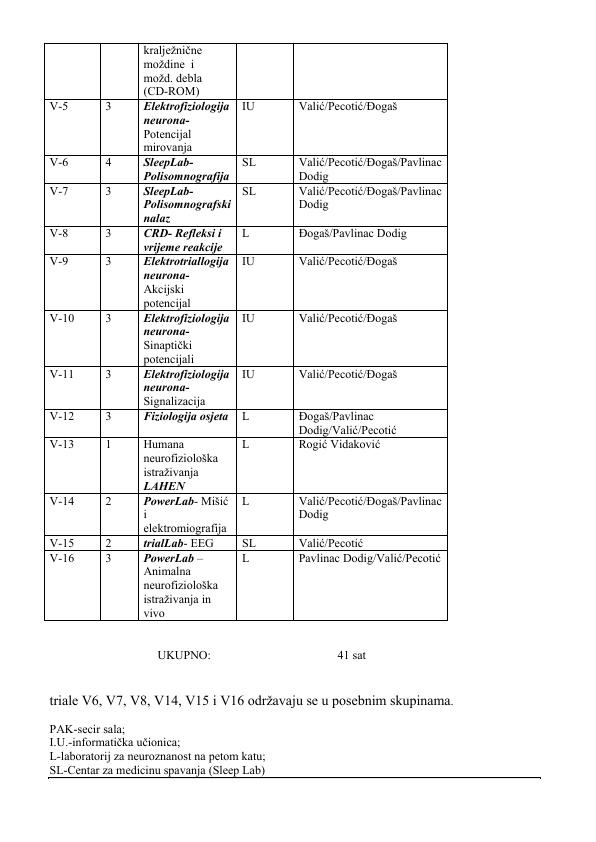 kralježnične
moždine i
možd. debla
(CD-ROM)
V-5 3 Elektrofiziologija IU Valić/Pecotić/Đogaš
neurona-
Potencijal
mirovanja
V-6 4 SleepLab- SL Valić/Pecotić/Đogaš/Pavlinac
Polisomnografija Dodig
V-7 3 SleepLab- SL Valić/Pecotić/Đogaš/Pavlinac
Polisomnografski Dodig
nalaz
V-8 3 CRD- Refleksi i L Đogaš/Pavlinac Dodig
vrijeme reakcije
V-9 3 Elektrotriallogija IU Valić/Pecotić/Đogaš
neurona-
Akcijski
potencijal
V-10 3 Elektrofiziologija IU Valić/Pecotić/Đogaš
neurona-
Sinaptički
potencijali
V-11 3 Elektrofiziologija IU Valić/Pecotić/Đogaš
neurona-
Signalizacija
V-12 3 Fiziologija osjeta L Đogaš/Pavlinac
Dodig/Valić/Pecotić
V-13 1 Humana L Rogić Vidaković
neurofiziološka
istraživanja
LAHEN
V-14 2 PowerLab- Mišić L Valić/Pecotić/Đogaš/Pavlinac
i Dodig
elektromiografija
V-15 2 trialLab- EEG SL Valić/Pecotić
V-16 3 PowerLab – L Pavlinac Dodig/Valić/Pecotić
Animalna
neurofiziološka
istraživanja in
vivo
UKUPNO: 41 sat
triale V6, V7, V8, V14, V15 i V16 održavaju se u posebnim skupinama.
PAK-secir sala;
I.U.-informatička učionica;
L-laboratorij za neuroznanost na petom katu;
SL-Centar za medicinu spavanja (Sleep Lab)